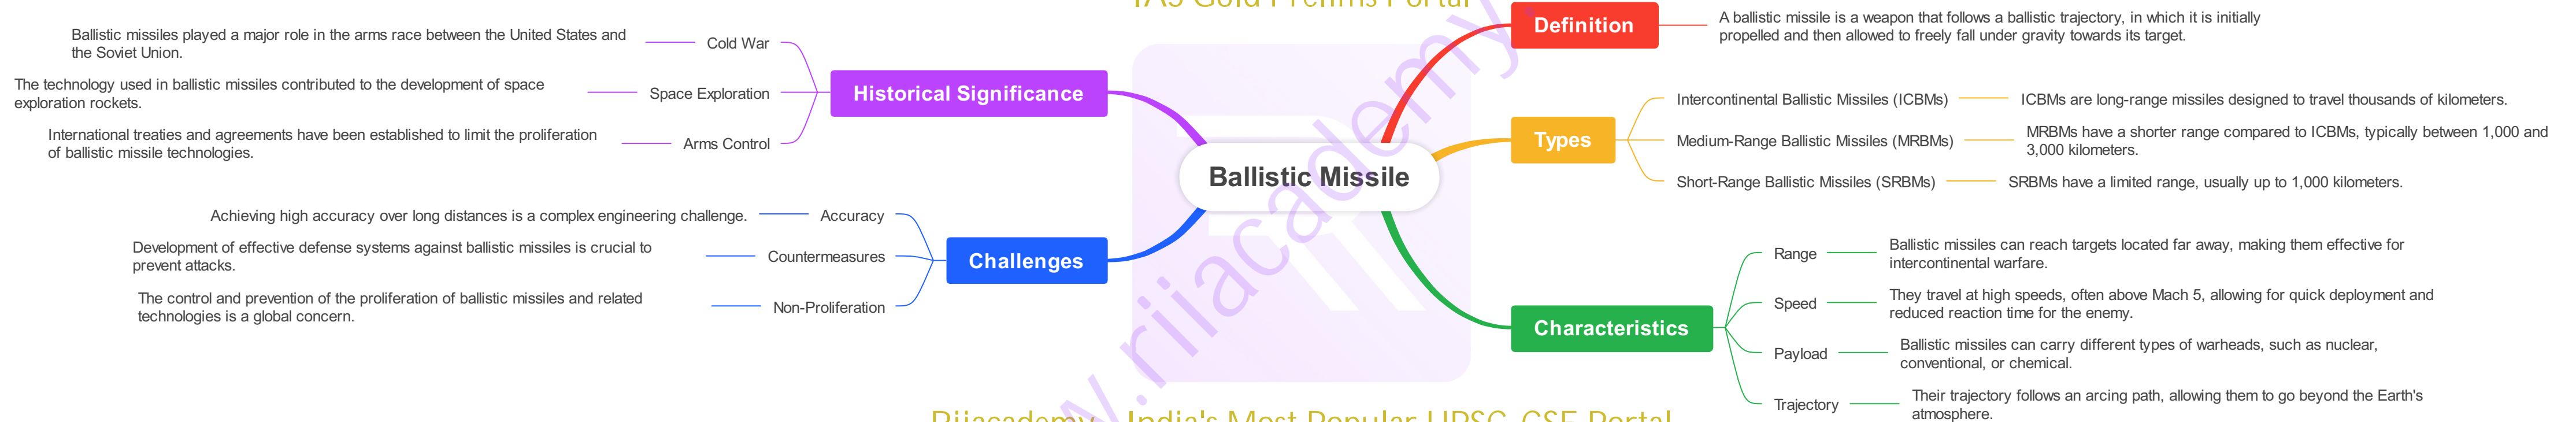 IAS Gold Prelims Portal
Ballistic Missile
Definition
A ballistic missile is a weapon that follows a ballistic trajectory, in which it is initially
propelled and then allowed to freely fall under gravity towards its target.
Types
Intercontinental Ballistic Missiles (ICBMs)
ICBMs are long-range missiles designed to travel thousands of kilometers.
Medium-Range Ballistic Missiles (MRBMs)
MRBMs have a shorter range compared to ICBMs, typically between 1,000 and
3,000 kilometers.
Short-Range Ballistic Missiles (SRBMs)
SRBMs have a limited range, usually up to 1,000 kilometers.
Characteristics
Range
Ballistic missiles can reach targets located far away, making them effective for
intercontinental warfare.
Speed
They travel at high speeds, often above Mach 5, allowing for quick deployment and
reduced reaction time for the enemy.
Payload
Ballistic missiles can carry different types of warheads, such as nuclear,
conventional, or chemical.
Trajectory
Their trajectory follows an arcing path, allowing them to go beyond the Earth's
atmosphere.
Historical Significance
Cold War
Ballistic missiles played a major role in the arms race between the United States and
the Soviet Union.
Space Exploration
The technology used in ballistic missiles contributed to the development of space
exploration rockets.
Arms Control
International treaties and agreements have been established to limit the proliferation
of ballistic missile technologies.
Challenges
Accuracy
Achieving high accuracy over long distances is a complex engineering challenge.
Countermeasures
Development of effective defense systems against ballistic missiles is crucial to
prevent attacks.
Non-Proliferation
The control and prevention of the proliferation of ballistic missiles and related
technologies is a global concern.
w.rijacademy.
Rijacademy - India's Most Popular UPSC-CSE Portal